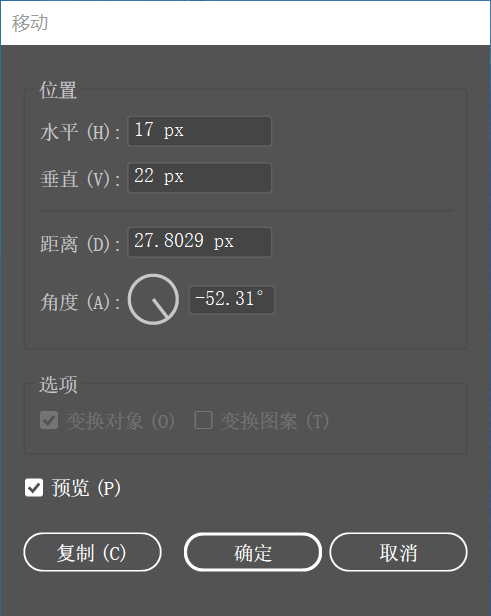 移动
位置
水平 (H): 17 px
垂直 (V): 22 px
距离 (D): 27.8029 px
角度 (A): -52.31°
选项
变换对象 (O) 变换图案 (T)
预览 (P)
复制 (C) 确定 取消